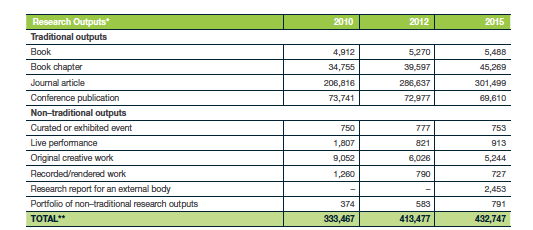 Research Outputs* 2010 2012 2015
Traditional outputs
Book 4,912 5,270 5,488
Book chapter 34,755 39,597 45,269
Journal article 206,816 286,637 301,499
Conference publication 73,741 72,977 69,610
Non–traditional outputs
Curated or exhibited event 750 777 753
Live performance 1,807 821 913
Original creative work 9,052 6,026 5,244
Recorded/rendered work 1,260 790 727
Research report for an external body – – 2,453
Portfolio of non–traditional research outputs 374 583 791
TOTAL** 333,467 413,477 432,747